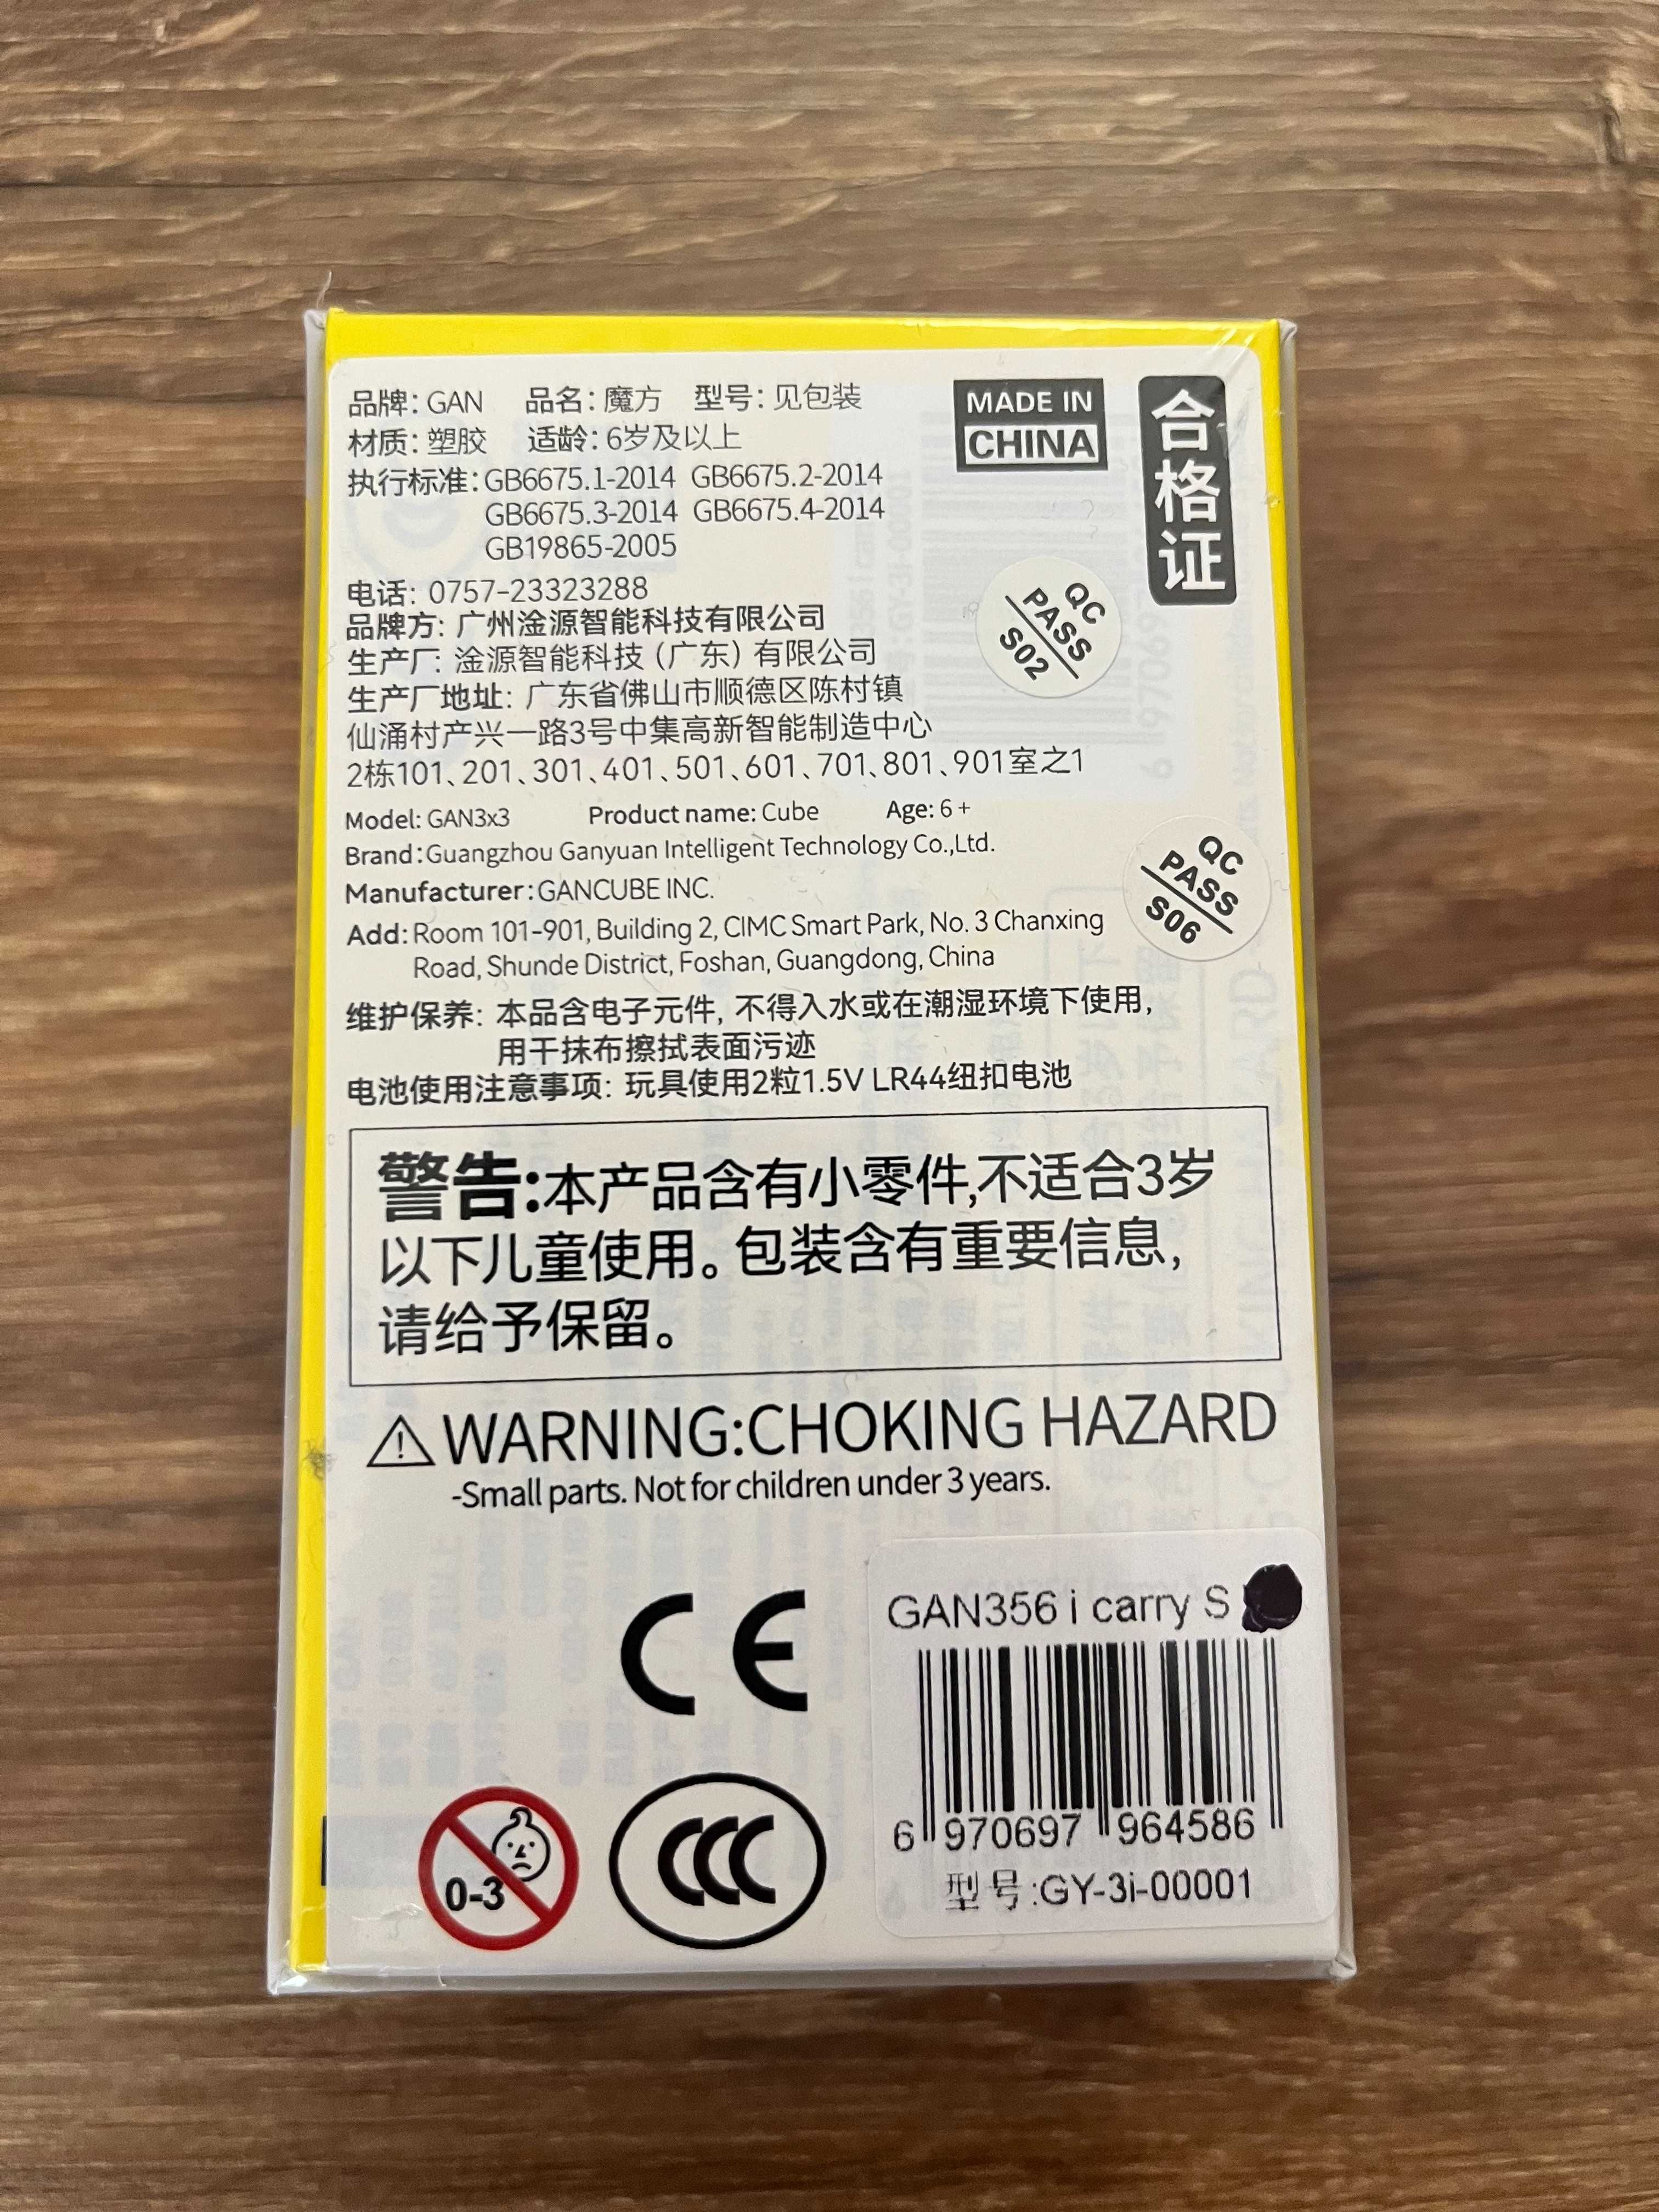 品牌: GAN 品名: 魔方 型号: 见包装
材质: 塑胶 适龄: 6岁及以上
执行标准: GB6675.1-2014 GB6675.2-2014
GB6675.3-2014 GB6675.4-2014
GB19865-2005
电话: 0757-23323288
品牌方: 广州淦源智能科技有限公司
生产厂: 淦源智能科技 (广东) 有限公司
生产厂地址: 广东省佛山市顺德区陈村镇
仙涌村产兴一路3号中集高新智能制造中心
2栋101、201、301、401、501、601、701、801、901室之1
MADE IN
CHINA
合格证
QC
PASS
S02
Model: GAN3x3 Product name: Cube Age: 6+
Brand: Guangzhou Ganyuan Intelligent Technology Co.,Ltd.
Manufacturer: GANCUBE INC.
Add: Room 101-901, Building 2, CIMC Smart Park, No. 3 Chanxing
Road, Shunde District, Foshan, Guangdong, China
QC
PASS
S06
维护保养: 本品含电子元件, 不得入水或在潮湿环境下使用,
用干抹布擦拭表面污迹
电池使用注意事项: 玩具使用2粒1.5V LR44纽扣电池
警告:本产品含有小零件,不适合3岁
以下儿童使用。包装含有重要信息,
请给予保留。
WARNING:CHOKING HAZARD
-Small parts. Not for children under 3 years.
CE
0-3
CCC
GAN356 i carry S
6 970697 964586
型号:GY-3i-00001